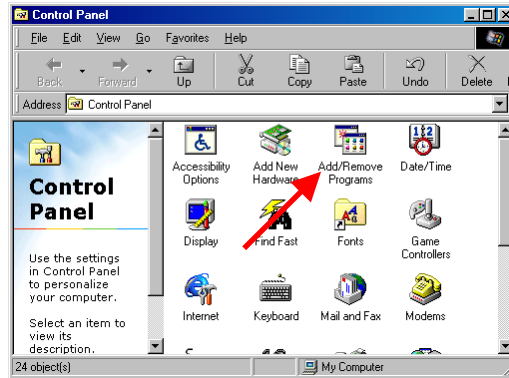 Control Panel
File Edit View Go Favorites Help
Back Forward Up Cut Copy Paste Undo Delete
Address Control Panel
Control
Panel
Use the settings
in Control Panel
to personalize
your computer.
Select an item to
view its
description.
Accessibility
Options
Add New
Hardware
Add/Remove
Programs
12
Date/Time
Display
Find Fast
Fonts
Game
Controllers
Internet
Keyboard
Mail and Fax
Modems
24 object(s)
My Computer